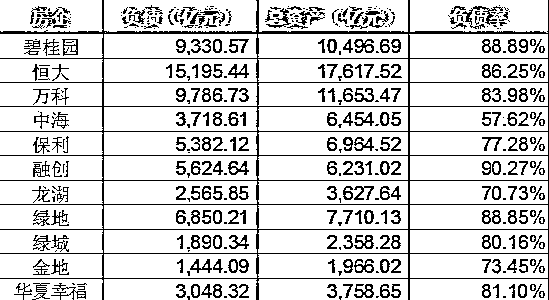 房企 负债（亿元） 总资产（亿元） 负债率
碧桂园 9,330.57 10,496.69 88.89%
恒大 15,195.44 17,617.52 86.25%
万科 9,786.73 11,653.47 83.98%
中海 3,718.61 6,454.05 57.62%
保利 5,382.12 6,964.52 77.28%
融创 5,624.64 6,231.02 90.27%
龙湖 2,565.85 3,627.64 70.73%
绿地 6,850.21 7,710.13 88.85%
绿城 1,890.34 2,358.28 80.16%
金地 1,444.09 1,966.02 73.45%
华夏幸福 3,048.32 3,758.65 81.10%